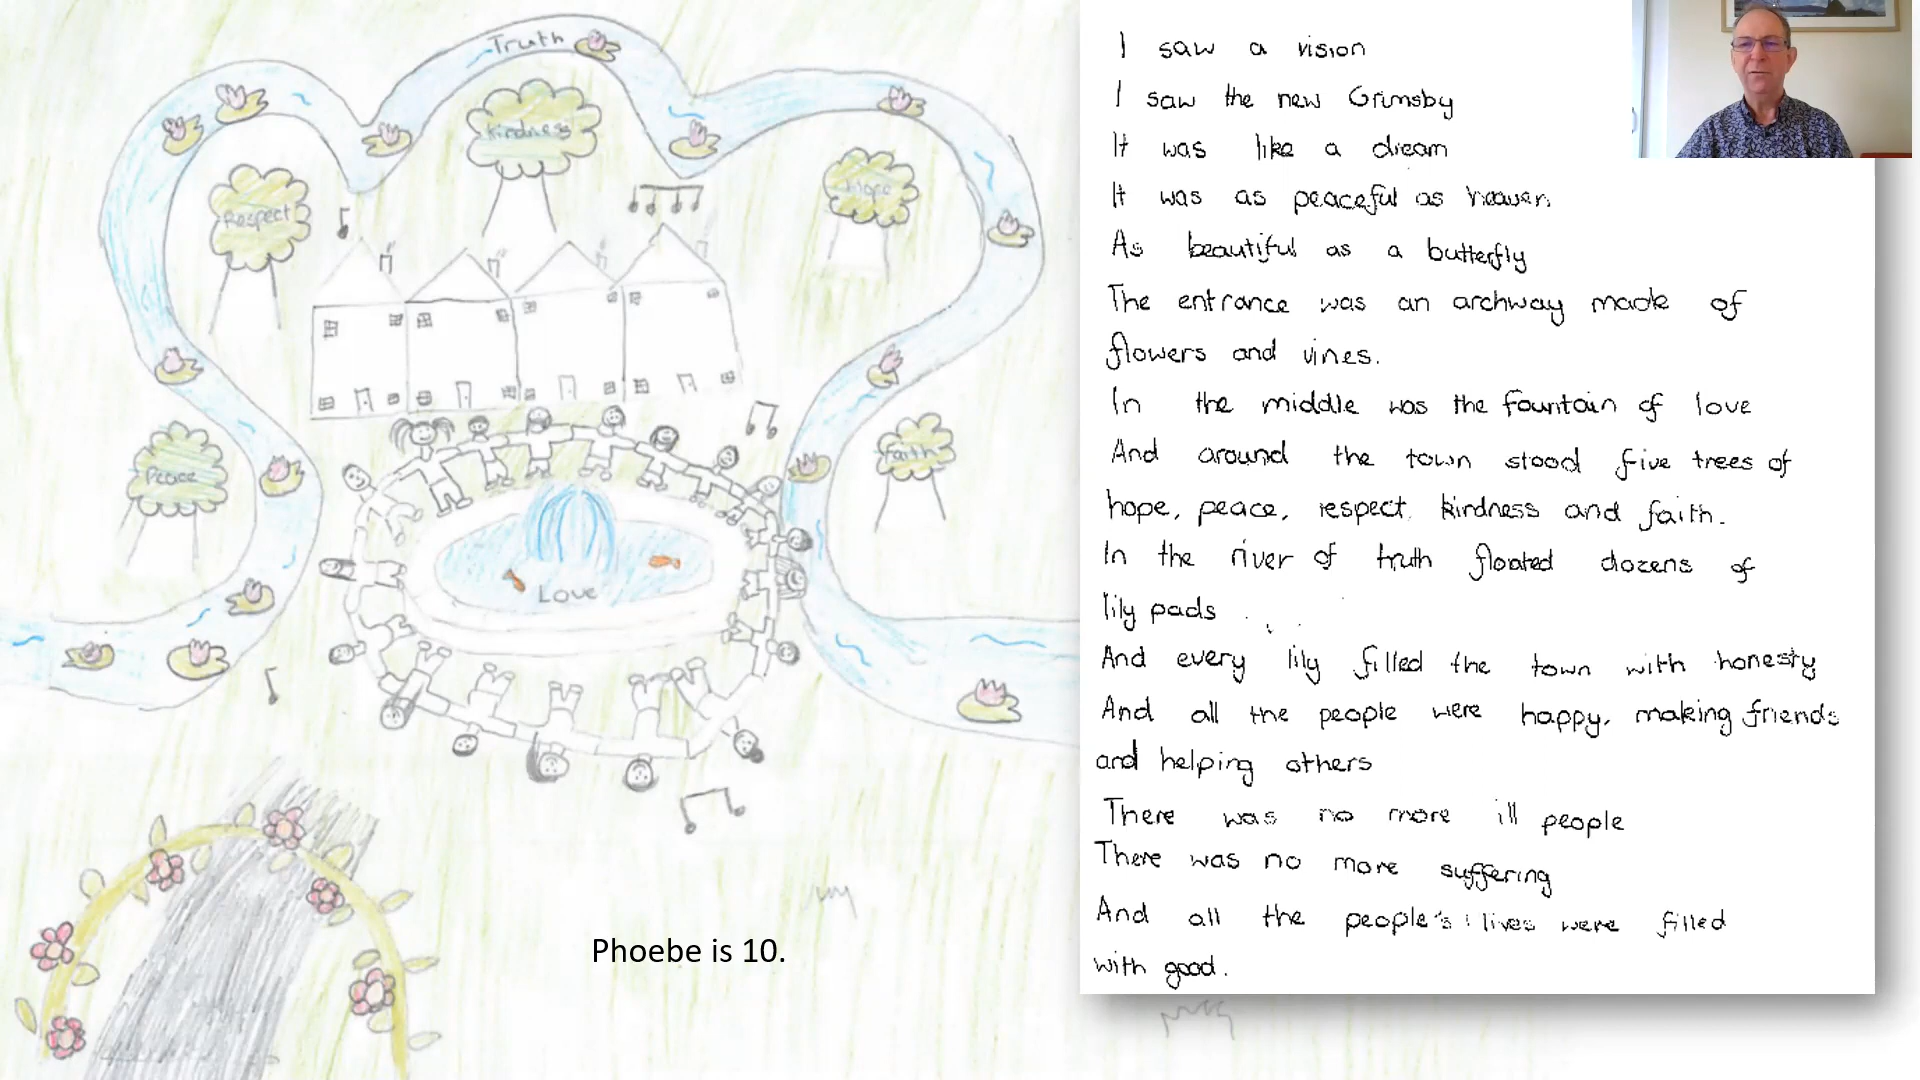 Truth
Kindness
Hope
Respect
Peace
Faith
Love
Phoebe is 10.
I saw a vision
I saw the new Grimsby
It was like a dream
It was as peaceful as heaven
As beautiful as a butterfly
The entrance was an archway made of
flowers and vines.
In the middle was the fountain of love
And around the town stood five trees of
hope, peace, respect, kindness and faith.
In the river of truth floated dozens of
lily pads
And every lily filled the town with honesty
And all the people were happy, making friends
and helping others
There was no more ill people
There was no more suffering
And all the people's lives were filled
with good.